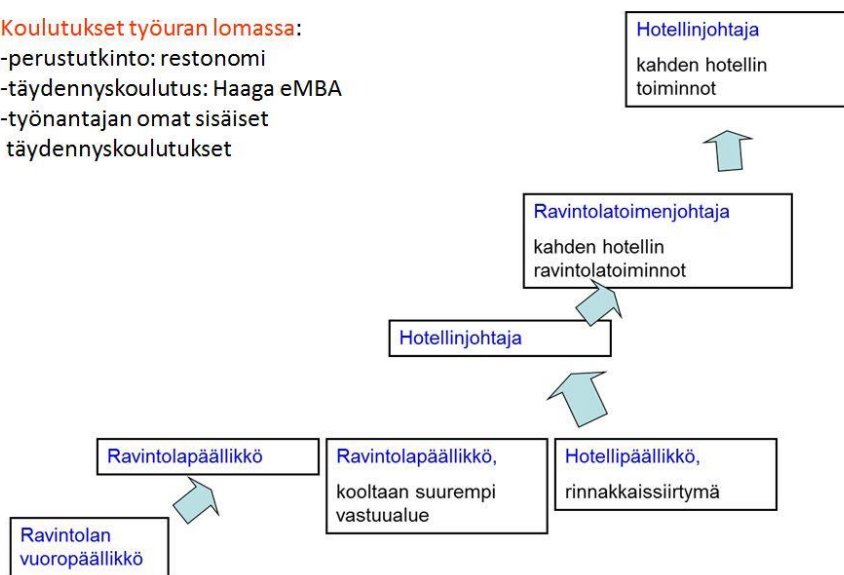 Koulutukset työuran lomassa:
-perustutkinto: restonomi
-täydennyskoulutus: Haaga eMBA
-työnantajan omat sisäiset
täydennyskoulutukset
Hotellinjohtaja
kahden hotellin
toiminnot
Ravintolatoimenjohtaja
kahden hotellin
ravintolatoiminnot
Hotellinjohtaja
Ravintolapäällikkö
Ravintolapäällikkö,
kooltaan suurempi
vastuualue
Hotellipäällikkö,
rinnakkaissiirtymä
Ravintolan
vuoropäällikkö